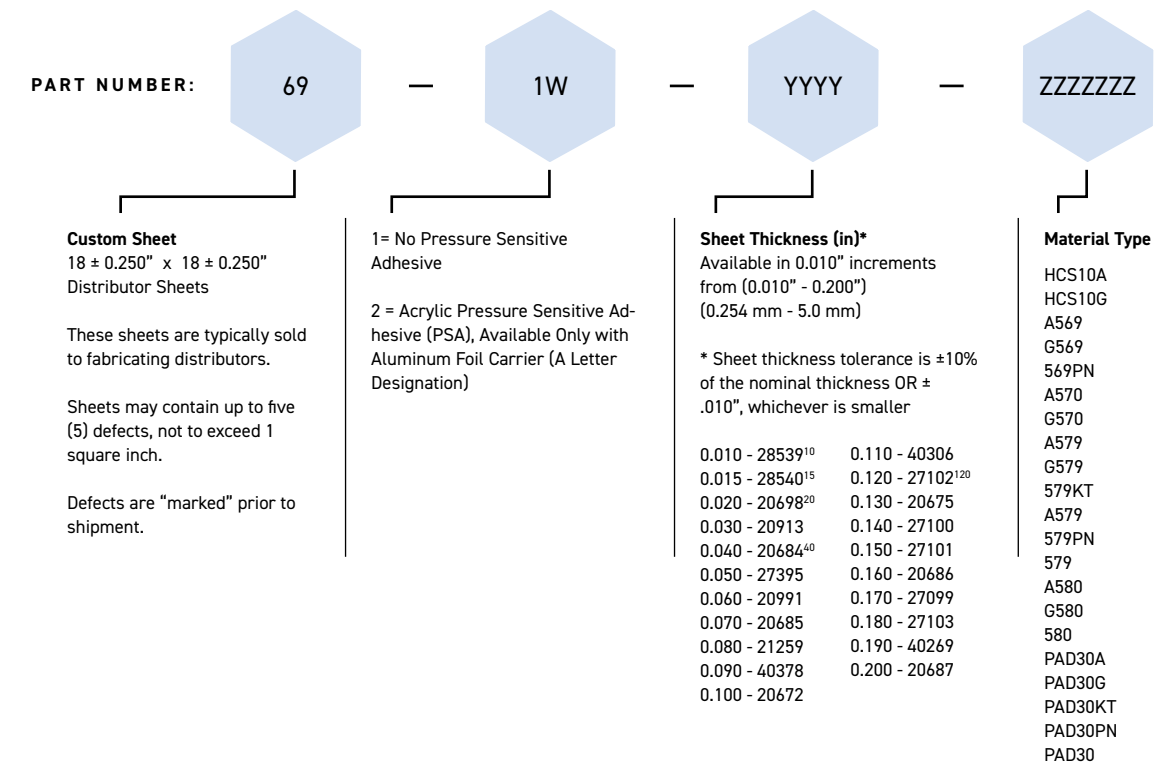 PART NUMBER:
69
—
1W
—
YYYY
—
ZZZZZZZ
Custom Sheet
18 ± 0.250” x 18 ± 0.250”
Distributor Sheets
These sheets are typically sold
to fabricating distributors.
Sheets may contain up to five
(5) defects, not to exceed 1
square inch.
Defects are “marked” prior to
shipment.
1= No Pressure Sensitive
Adhesive
2 = Acrylic Pressure Sensitive Ad-
hesive (PSA), Available Only with
Aluminum Foil Carrier (A Letter
Designation)
Sheet Thickness (in)*
Available in 0.010” increments
from (0.010” - 0.200”)
(0.254 mm - 5.0 mm)
* Sheet thickness tolerance is ±10%
of the nominal thickness OR ±
.010”, whichever is smaller
0.010 - 28539¹⁰
0.015 - 28540¹⁵
0.020 - 20698²⁰
0.030 - 20913
0.040 - 20684⁴⁰
0.050 - 27395
0.060 - 20991
0.070 - 20685
0.080 - 21259
0.090 - 40378
0.100 - 20672
0.110 - 40306
0.120 - 27102¹²⁰
0.130 - 20675
0.140 - 27100
0.150 - 27101
0.160 - 20686
0.170 - 27099
0.180 - 27103
0.190 - 40269
0.200 - 20687
Material Type
HCS10A
HCS10G
A569
G569
569PN
A570
G570
A579
G579
579KT
A579
579PN
579
A580
G580
580
PAD30A
PAD30G
PAD30KT
PAD30PN
PAD30